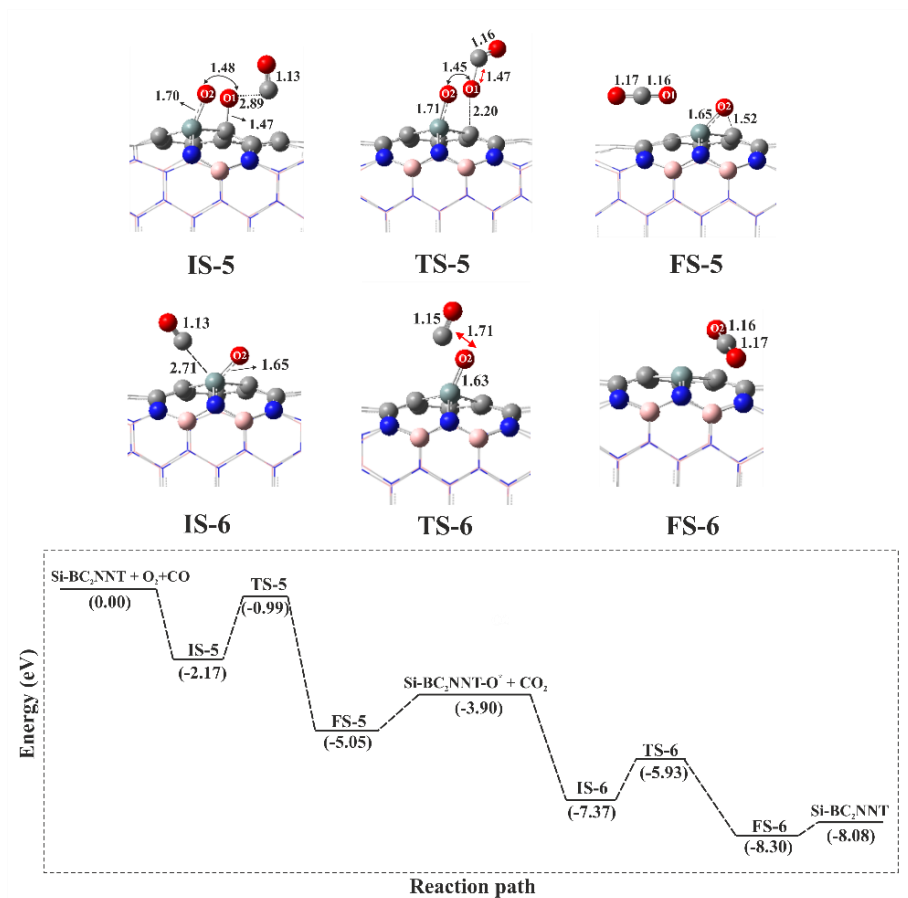 1.48
1.13
O2
O1
2.89
1.70
1.47
IS-5
1.16
1.45
O2
O1
1.47
1.71
2.20
TS-5
1.17 1.16
O1
O2
1.65
1.52
FS-5
1.13
O2
2.71
1.65
IS-6
1.15
1.71
O2
1.63
TS-6
O2
1.16
1.17
FS-6
Energy (eV)
Si-BC₂NNT + O₂+CO
(0.00)
IS-5
(-2.17)
TS-5
(-0.99)
FS-5
(-5.05)
Si-BC₂NNT-O* + CO₂
(-3.90)
IS-6
(-7.37)
TS-6
(-5.93)
FS-6
(-8.30)
Si-BC₂NNT
(-8.08)
Reaction path